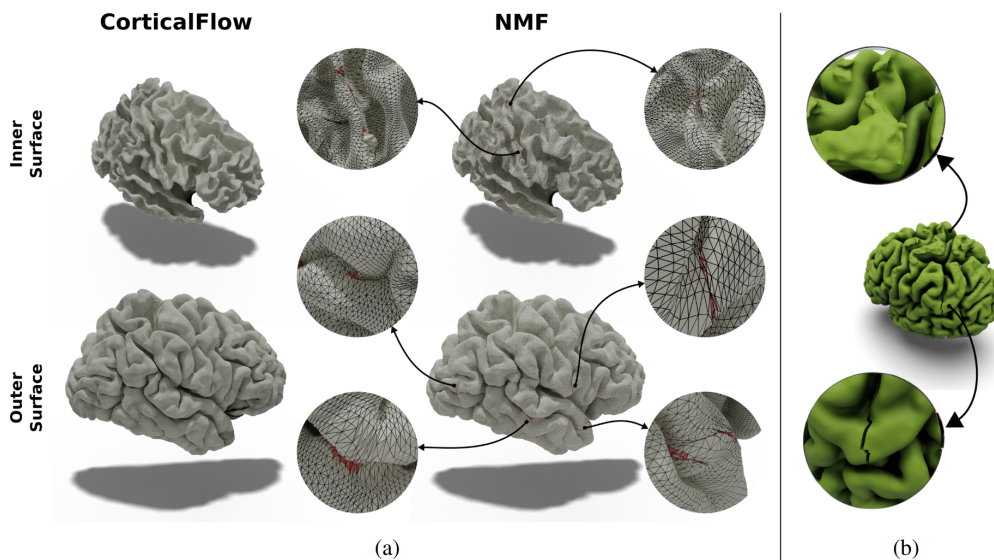 CorticalFlow
NMF
Inner
Surface
Outer
Surface
(a)
(b)